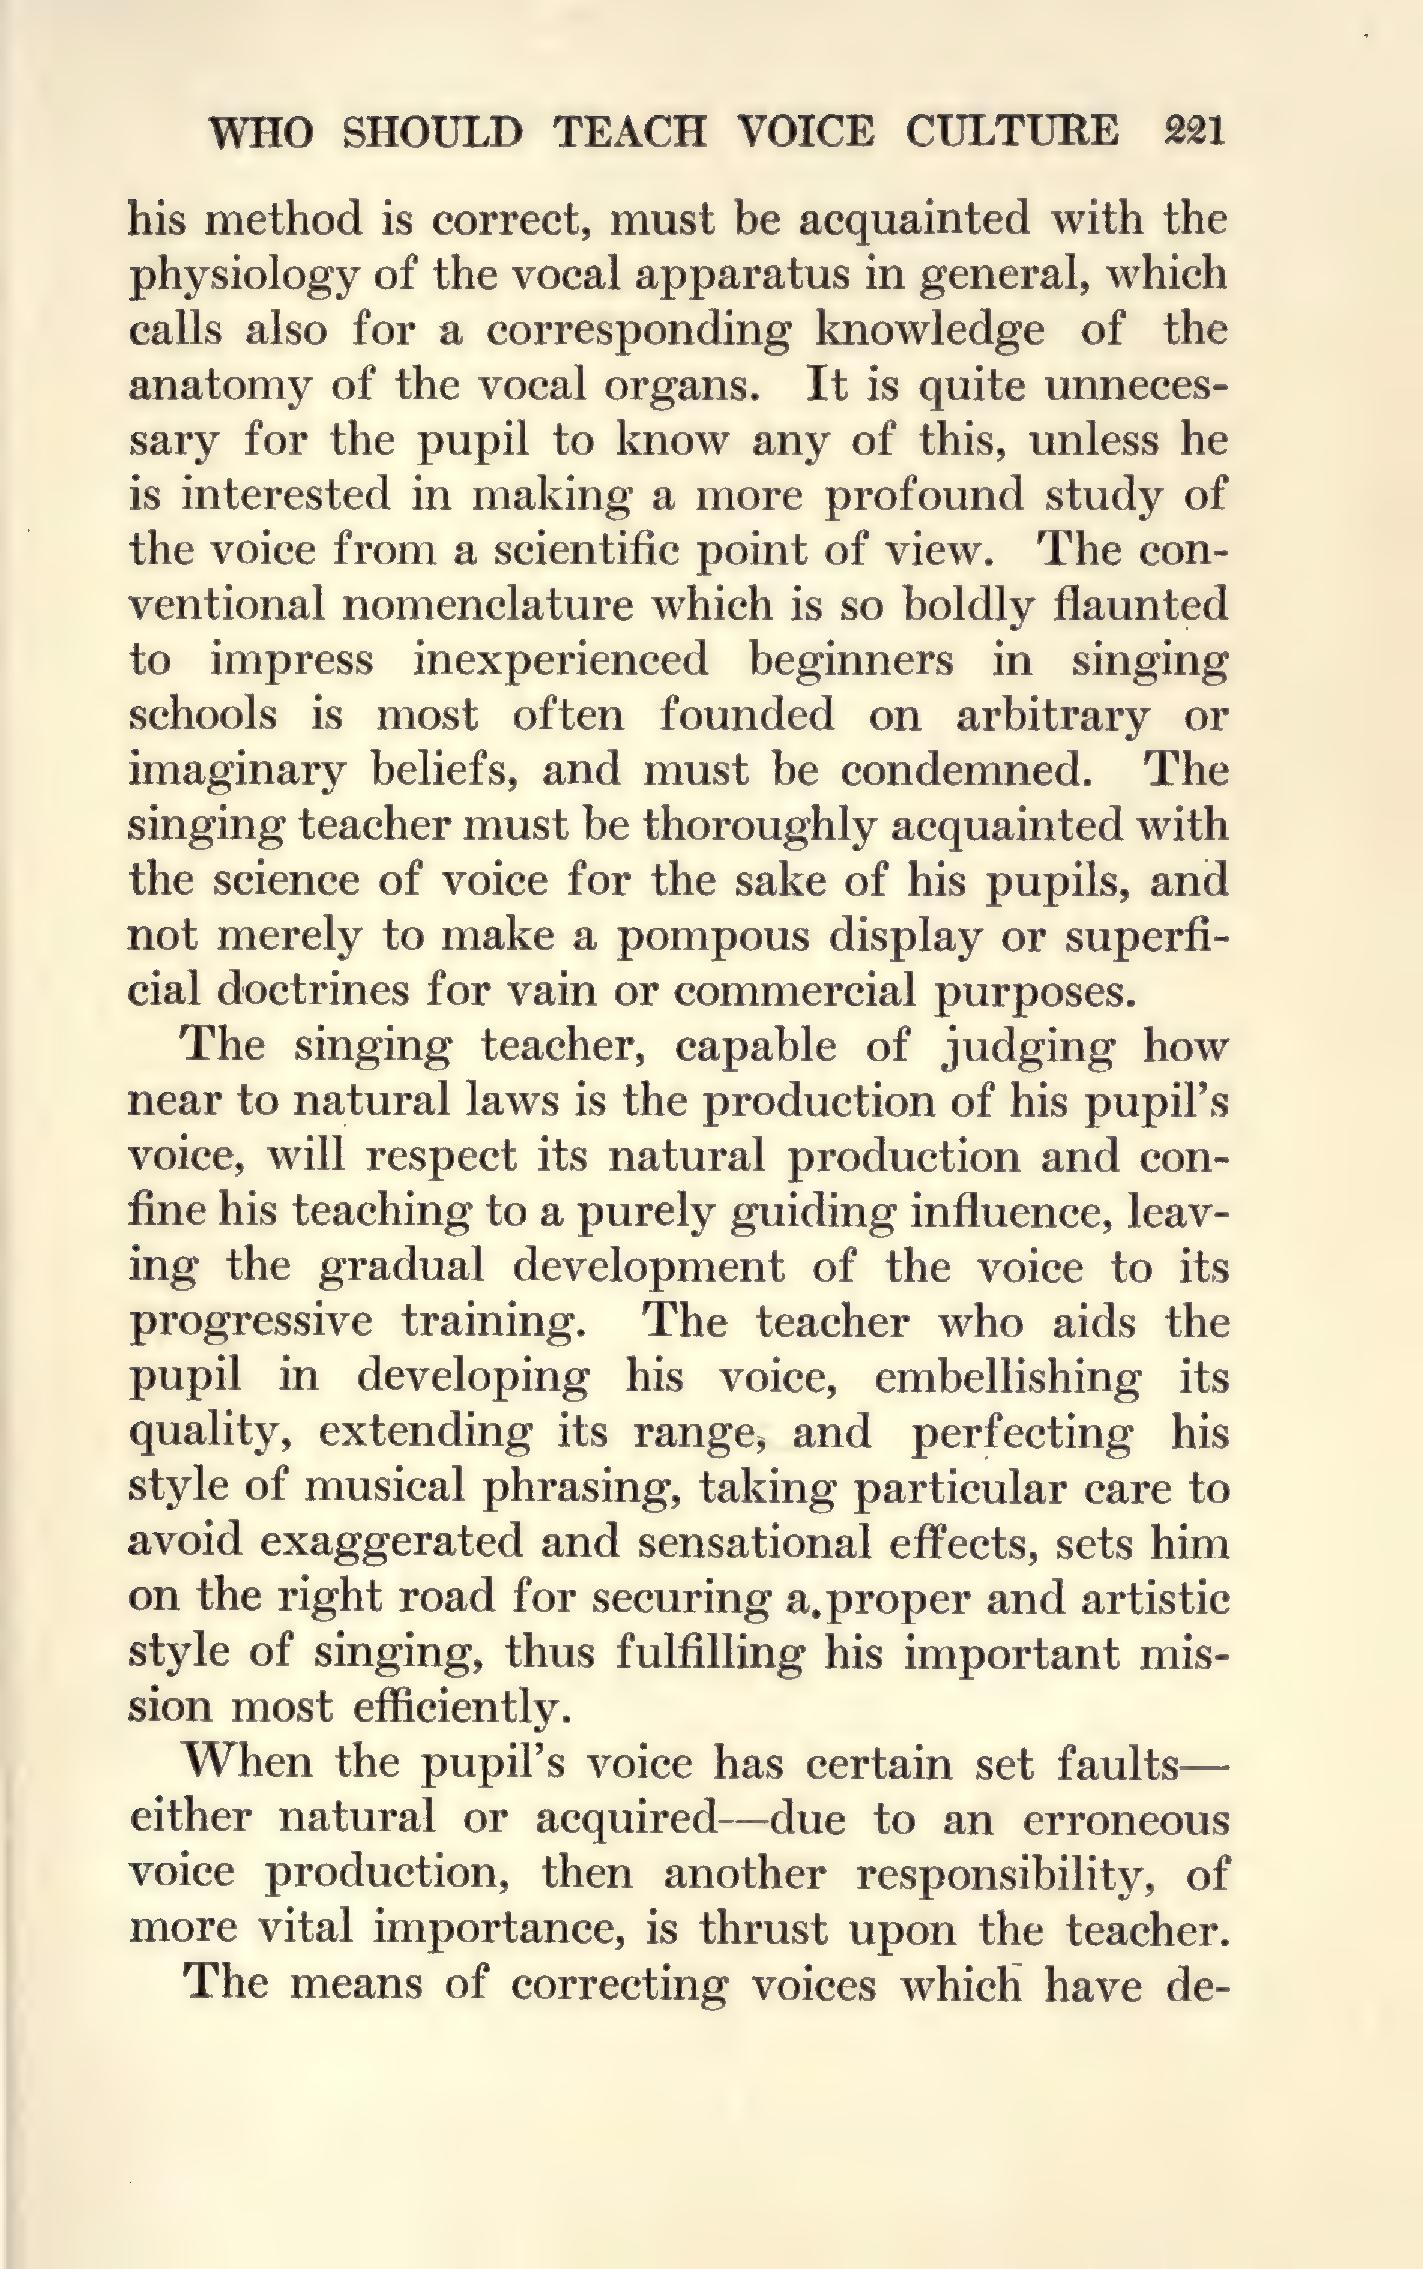 WHO SHOULD TEACH VOICE CULTURE 221
his method is correct, must be acquainted with the
physiology of the vocal apparatus in general, which
calls also for a corresponding knowledge of the
anatomy of the vocal organs. It is quite unneces-
sary for the pupil to know any of this, unless he
is interested in making a more profound study of
the voice from a scientific point of view. The con-
ventional nomenclature which is so boldly flaunted
to impress inexperienced beginners in singing
schools is most often founded on arbitrary or
imaginary beliefs, and must be condemned. The
singing teacher must be thoroughly acquainted with
the science of voice for the sake of his pupils, and
not merely to make a pompous display or superfi-
cial doctrines for vain or commercial purposes.
The singing teacher, capable of judging how
near to natural laws is the production of his pupil's
voice, will respect its natural production and con-
fine his teaching to a purely guiding influence, leav-
ing the gradual development of the voice to its
progressive training. The teacher who aids the
pupil in developing his voice, embellishing its
quality, extending its range, and perfecting his
style of musical phrasing, taking particular care to
avoid exaggerated and sensational effects, sets him
on the right road for securing a proper and artistic
style of singing, thus fulfilling his important mis-
sion most efficiently.
When the pupil's voice has certain set faults—
either natural or acquired—due to an erroneous
voice production, then another responsibility, of
more vital importance, is thrust upon the teacher.
The means of correcting voices which have de-